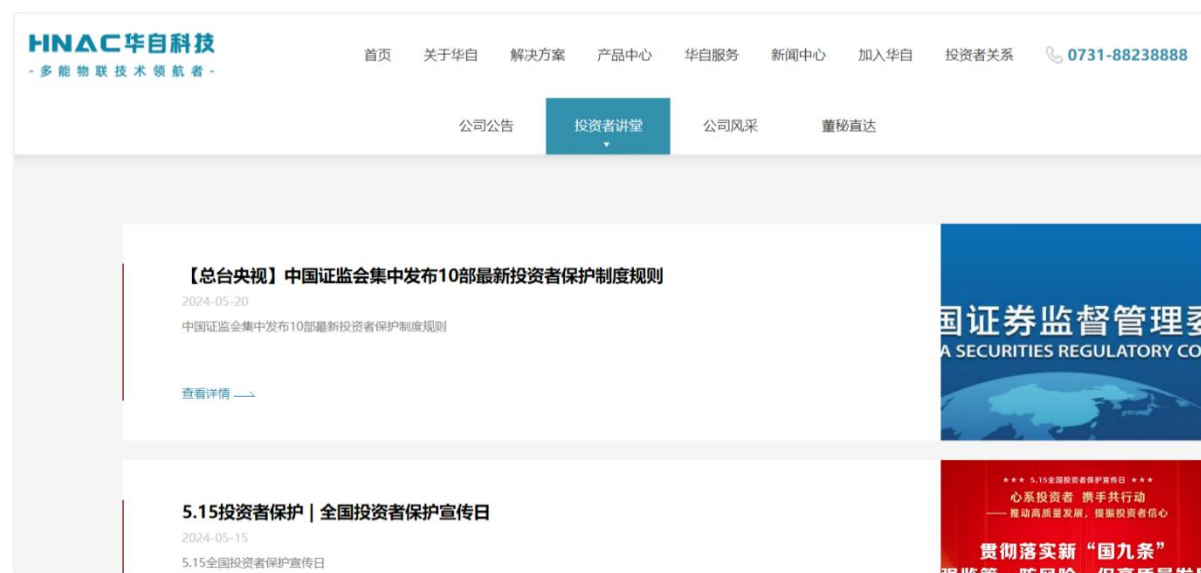 HNAC华自科技
-多能物联技术领航者-
首页 关于华自 解决方案 产品中心 华自服务 新闻中心 加入华自 投资者关系 0731-88238888
公司公告 投资者讲堂 公司风采 董秘直达
【总台央视】中国证监会集中发布10部最新投资者保护制度规则
2024-05-20
中国证监会集中发布10部最新投资者保护制度规则
查看详情
国证券监督管理委
A SECURITIES REGULATORY CO
5.15投资者保护 | 全国投资者保护宣传日
2024-05-15
5.15全国投资者保护宣传日
★★★ 5.15全国投资者保护宣传日 ★★★
心系投资者 携手共行动
—— 推动高质量发展，提振投资者信心
贯彻落实新“国九条”